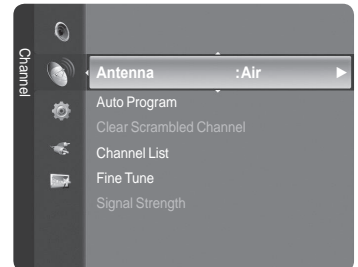 Channel
Antenna :Air
Auto Program
Clear Scrambled Channel
Channel List
Fine Tune
Signal Strength